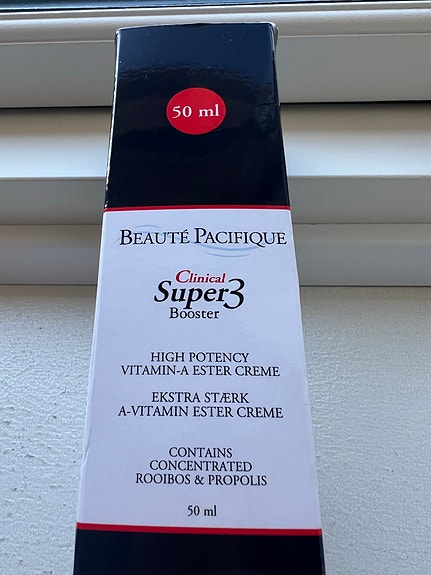 50 ml
BEAUTÉ PACIFIQUE
Clinical
Super3
Booster
HIGH POTENCY
VITAMIN-A ESTER CREME
EKSTRA STÆRK
A-VITAMIN ESTER CREME
CONTAINS
CONCENTRATED
ROOIBOS & PROPOLIS
50 ml